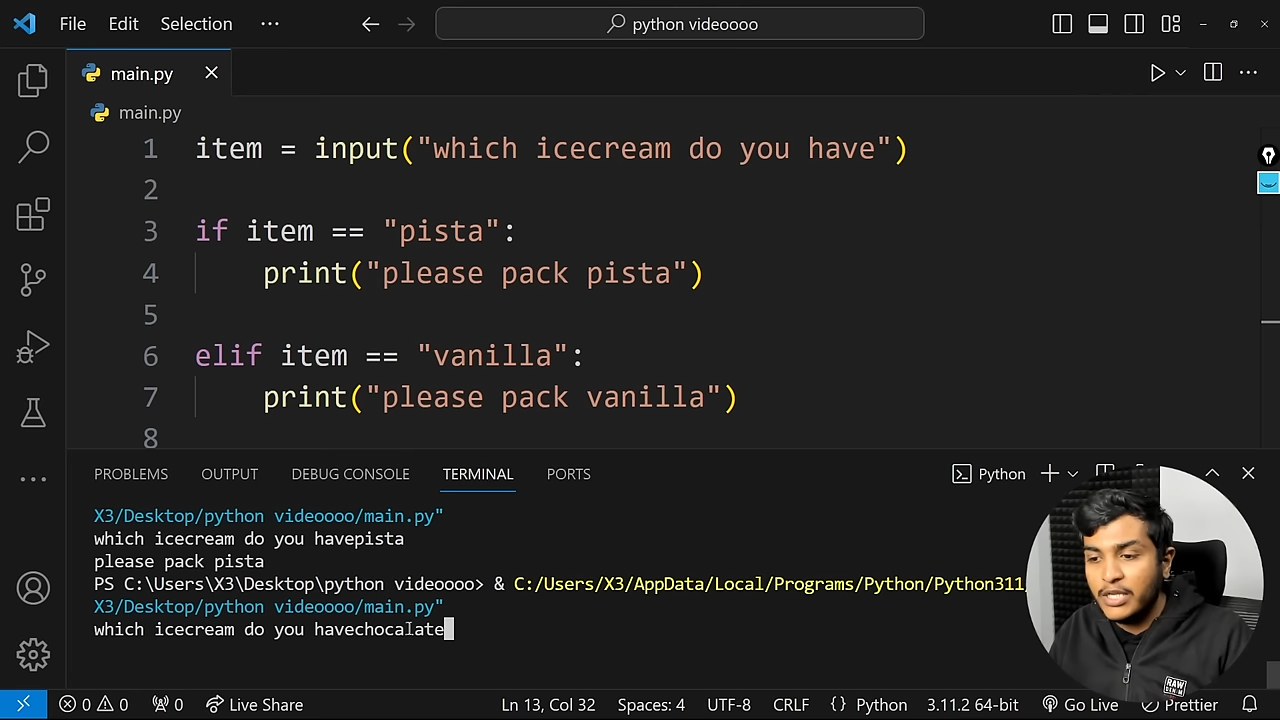 File Edit Selection ... python videoooo
main.py
main.py
1 item = input("which icecream do you have")
2
3 if item == "pista":
4 print("please pack pista")
5
6 elif item == "vanilla":
7 print("please pack vanilla")
8
PROBLEMS OUTPUT DEBUG CONSOLE TERMINAL PORTS Python
X3/Desktop/python videoooo/main.py"
which icecream do you havepista
please pack pista
PS C:\Users\X3\Desktop\python videoooo> & C:/Users/X3/AppData/Local/Programs/Python/Python311
X3/Desktop/python videoooo/main.py"
which icecream do you havechocalate
RAW
0 0 0 Live Share Ln 13, Col 32 Spaces: 4 UTF-8 CRLF {} Python 3.11.2 64-bit Go Live Prettier